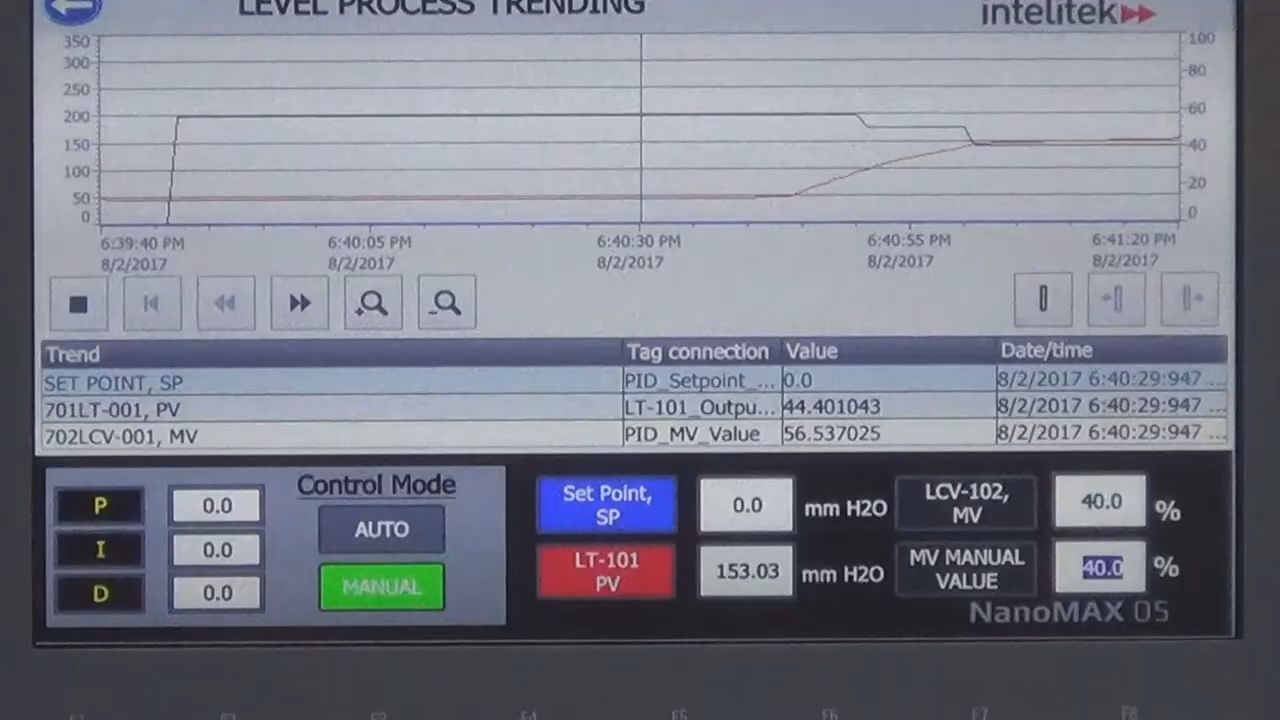 LEVEL PROCESS TRENDING
intelitek
350
300
250
200
150
100
50
0
100
80
60
40
20
0
6:39:40 PM 6:40:05 PM 6:40:30 PM 6:40:55 PM 6:41:20 PM
8/2/2017 8/2/2017 8/2/2017 8/2/2017 8/2/2017
Trend Tag connection Value Date/time
SET POINT, SP PID_Setpoint_... 0.0 8/2/2017 6:40:29:947 ...
701LT-001, PV LT-101_Outpu... 44.401043 8/2/2017 6:40:29:947 ...
702LCV-001, MV PID_MV_Value 56.537025 8/2/2017 6:40:29:947 ...
P 0.0
I 0.0
D 0.0
Control Mode
AUTO
MANUAL
Set Point,
SP
0.0 mm H2O
LT-101
PV
153.03 mm H2O
LCV-102,
MV
40.0 %
MV MANUAL
VALUE
40.0 %
NanoMAX 05